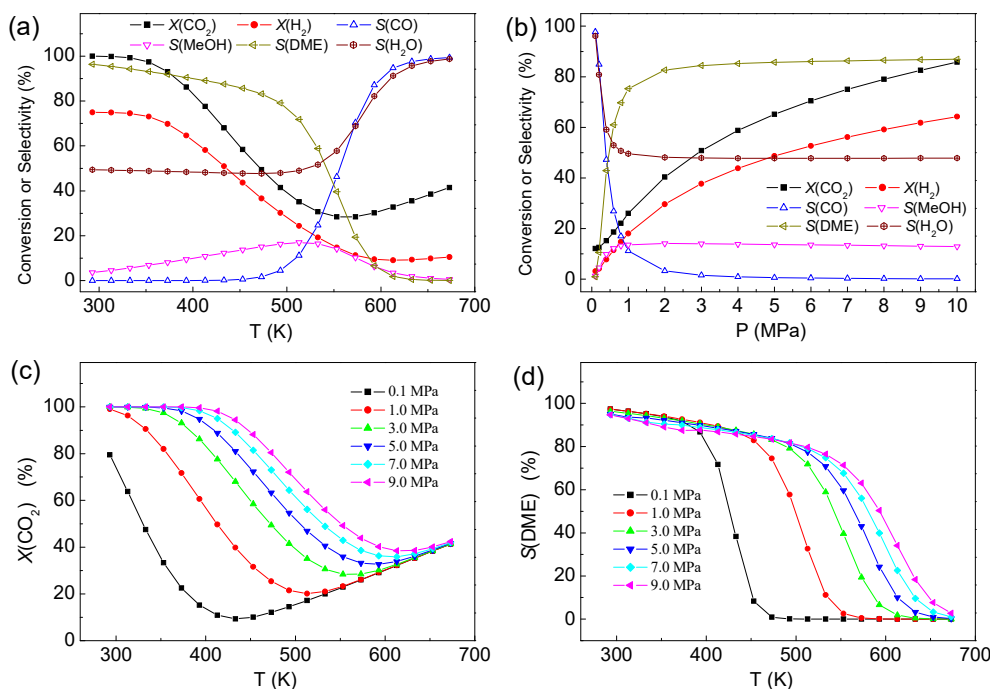 (a)
X(CO₂) X(H₂) S(CO)
S(MeOH) S(DME) S(H₂O)
Conversion or Selectivity (%)
100
80
60
40
20
0
300 400 500 600 700
T (K)
(b)
Conversion or Selectivity (%)
100
80
60
40
20
0
X(CO₂) X(H₂)
S(CO) S(MeOH)
S(DME) S(H₂O)
0 1 2 3 4 5 6 7 8 9 10
P (MPa)
(c)
X(CO₂) (%)
100
80
60
40
20
0
0.1 MPa
1.0 MPa
3.0 MPa
5.0 MPa
7.0 MPa
9.0 MPa
300 400 500 600 700
T (K)
(d)
S(DME) (%)
100
80
60
40
20
0
0.1 MPa
1.0 MPa
3.0 MPa
5.0 MPa
7.0 MPa
9.0 MPa
300 400 500 600 700
T (K)